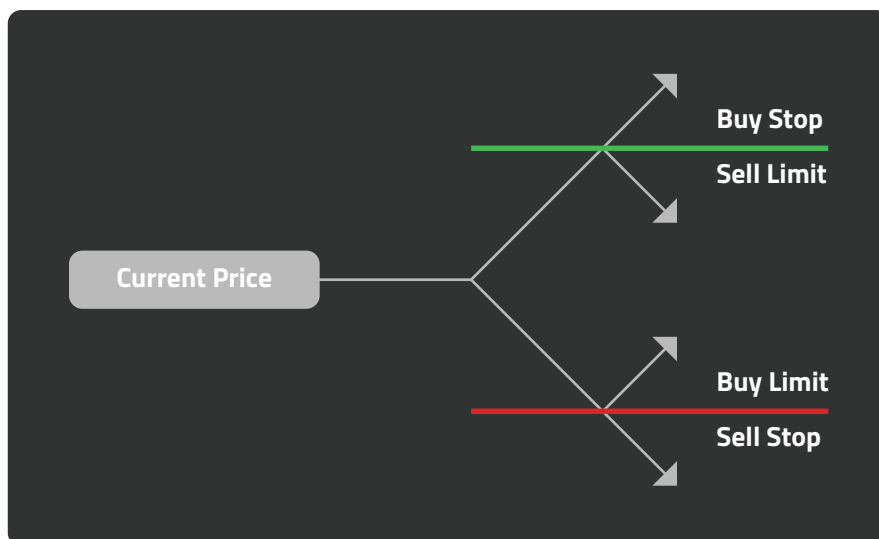 Buy Stop
Sell Limit
Current Price
Buy Limit
Sell Stop